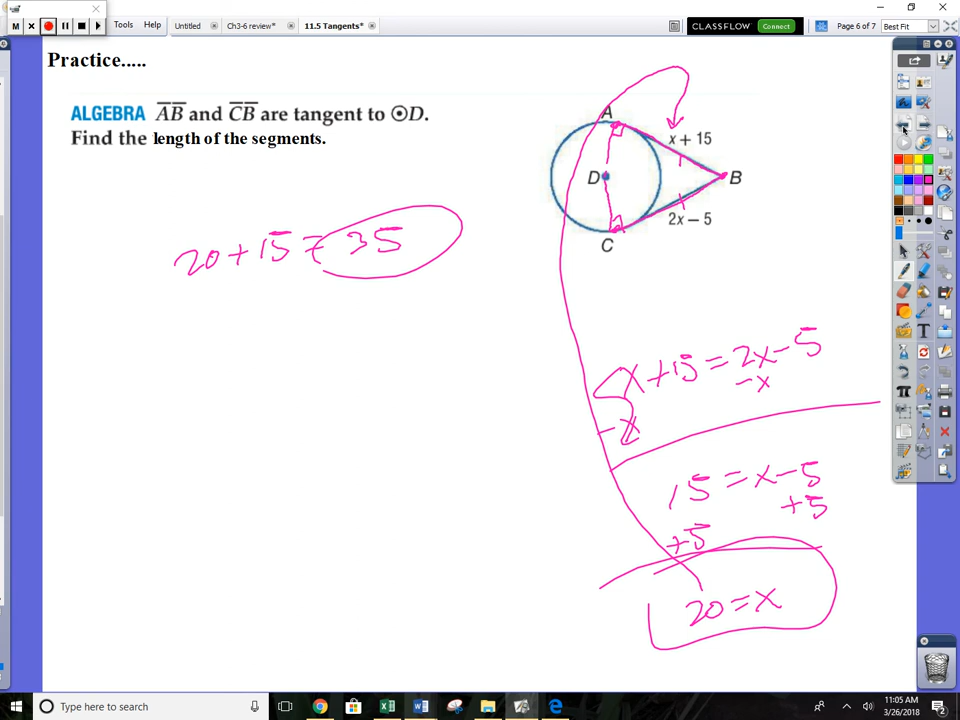 M
Tools Help Untitled Ch3-6 review* 11.5 Tangents* CLASSFLOW Connect Page 6 of 7 Best Fit
Practice.....
ALGEBRA AB and CB are tangent to ⊙D.
Find the length of the segments.
A
x + 15
D
B
2x – 5
C
20 + 15 = 35
x + 15 = 2x - 5
- x
- x
15 = x - 5
+5
+5
20 = x
Type here to search
11:05 AM
3/26/2018
2